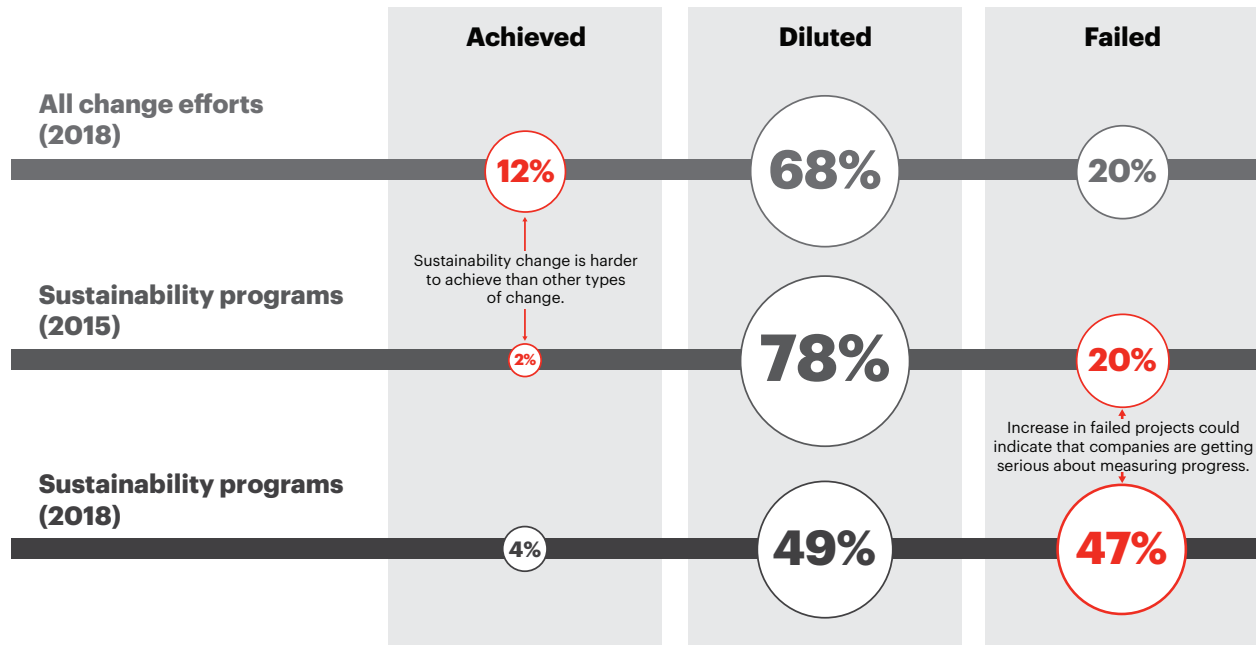 Achieved
Diluted
Failed
All change efforts
(2018)
12%
68%
20%
Sustainability change is harder
to achieve than other types
of change.
Sustainability programs
(2015)
2%
78%
20%
Increase in failed projects could
indicate that companies are getting
serious about measuring progress.
Sustainability programs
(2018)
4%
49%
47%